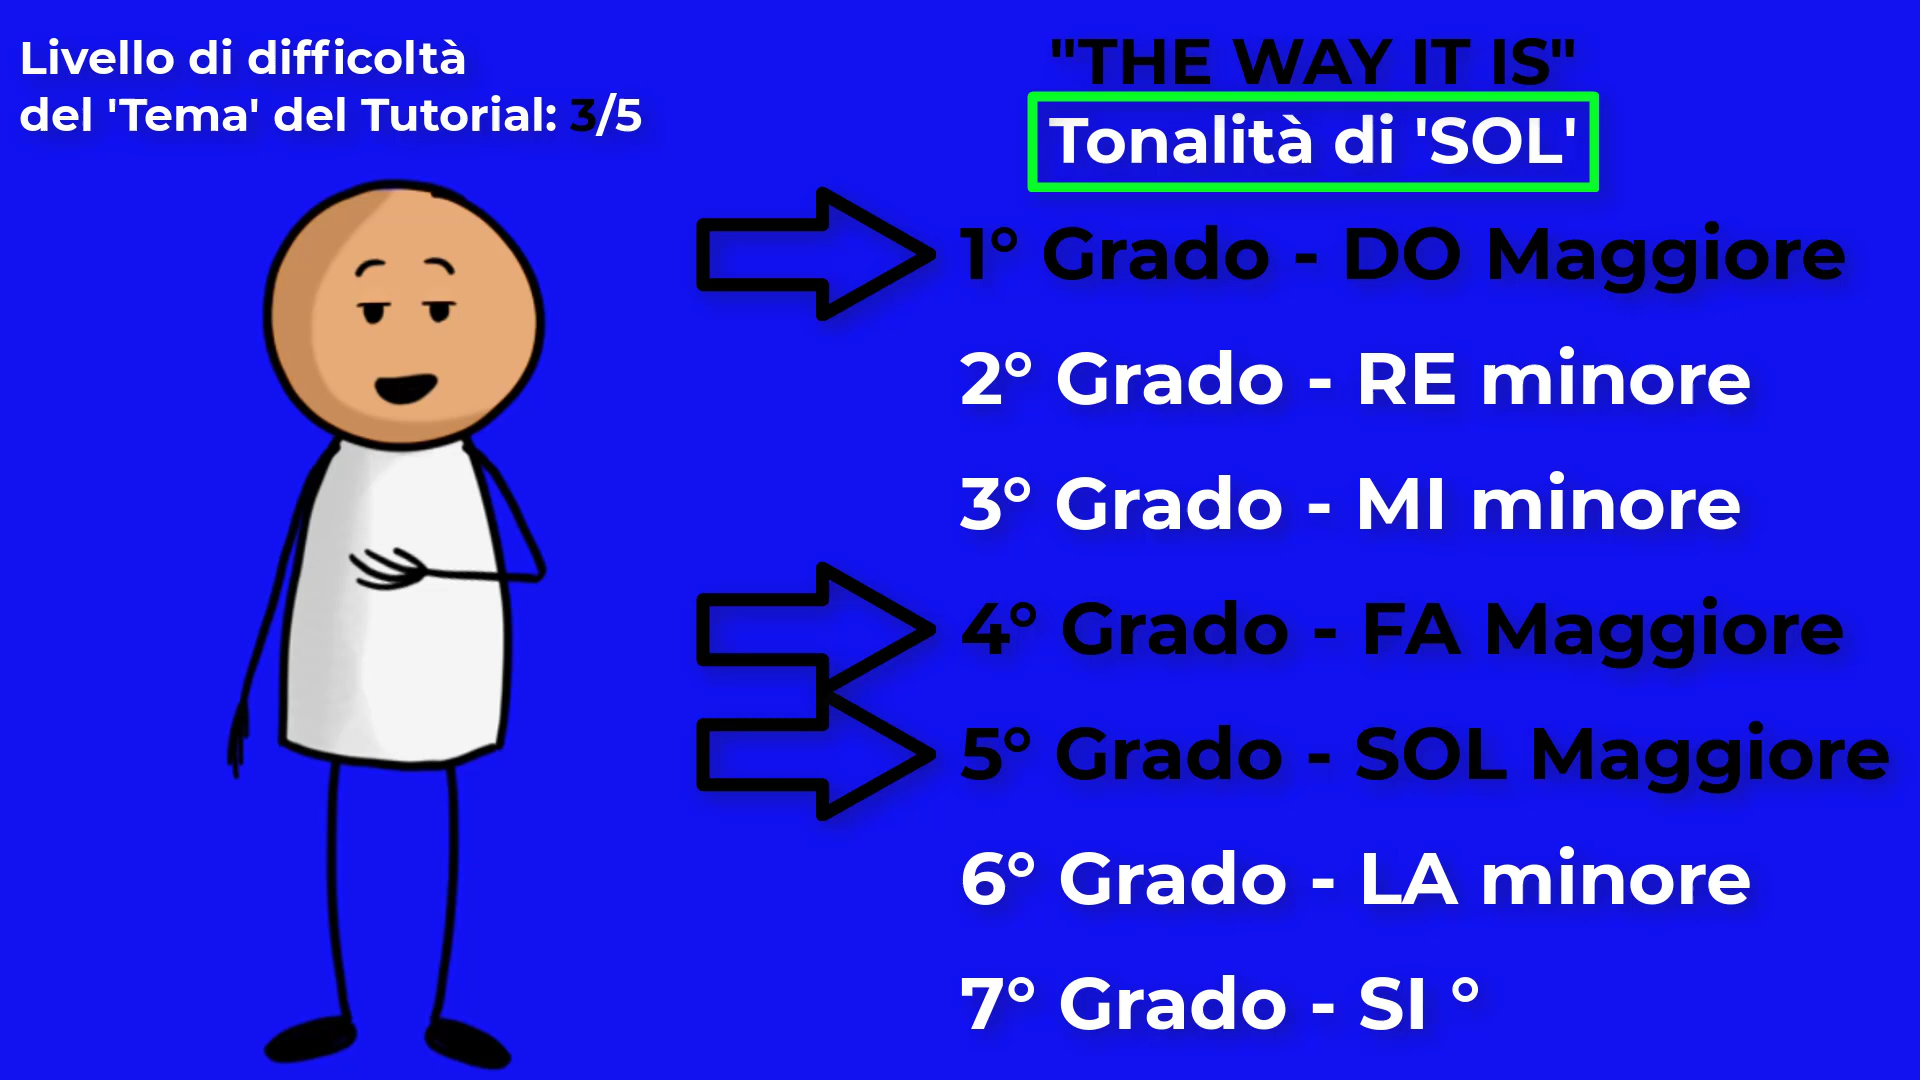 Livello di difficoltà
del 'Tema' del Tutorial: 3/5
"THE WAY IT IS"
Tonalità di 'SOL'
1° Grado - DO Maggiore
2° Grado - RE minore
3° Grado - MI minore
4° Grado - FA Maggiore
5° Grado - SOL Maggiore
6° Grado - LA minore
7° Grado - SI °